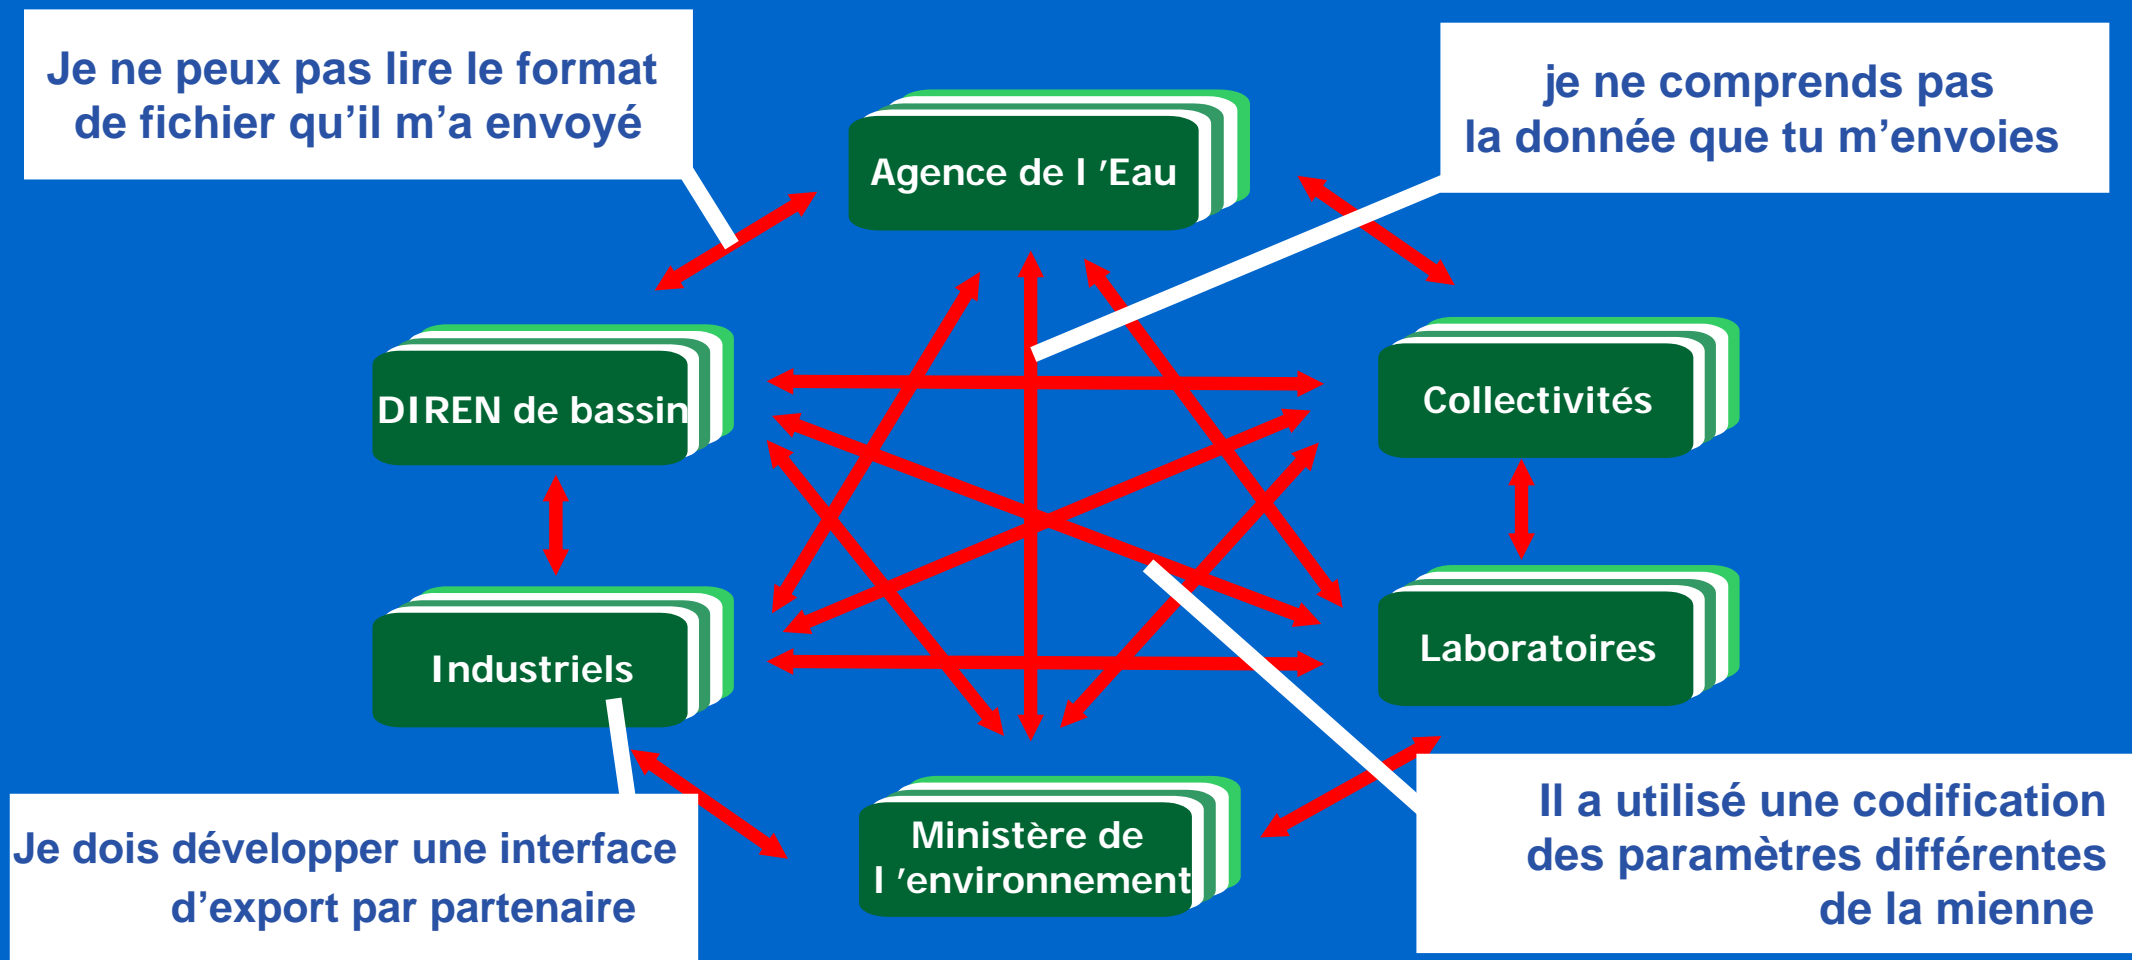 Je ne peux pas lire le format
de fichier qu’il m’a envoyé
je ne comprends pas
la donnée que tu m’envoies
Agence de l ’Eau
DIREN de bassin
Collectivités
Industriels
Laboratoires
Ministère de
l ’environnement
Je dois développer une interface
d’export par partenaire
Il a utilisé une codification
des paramètres différentes
de la mienne